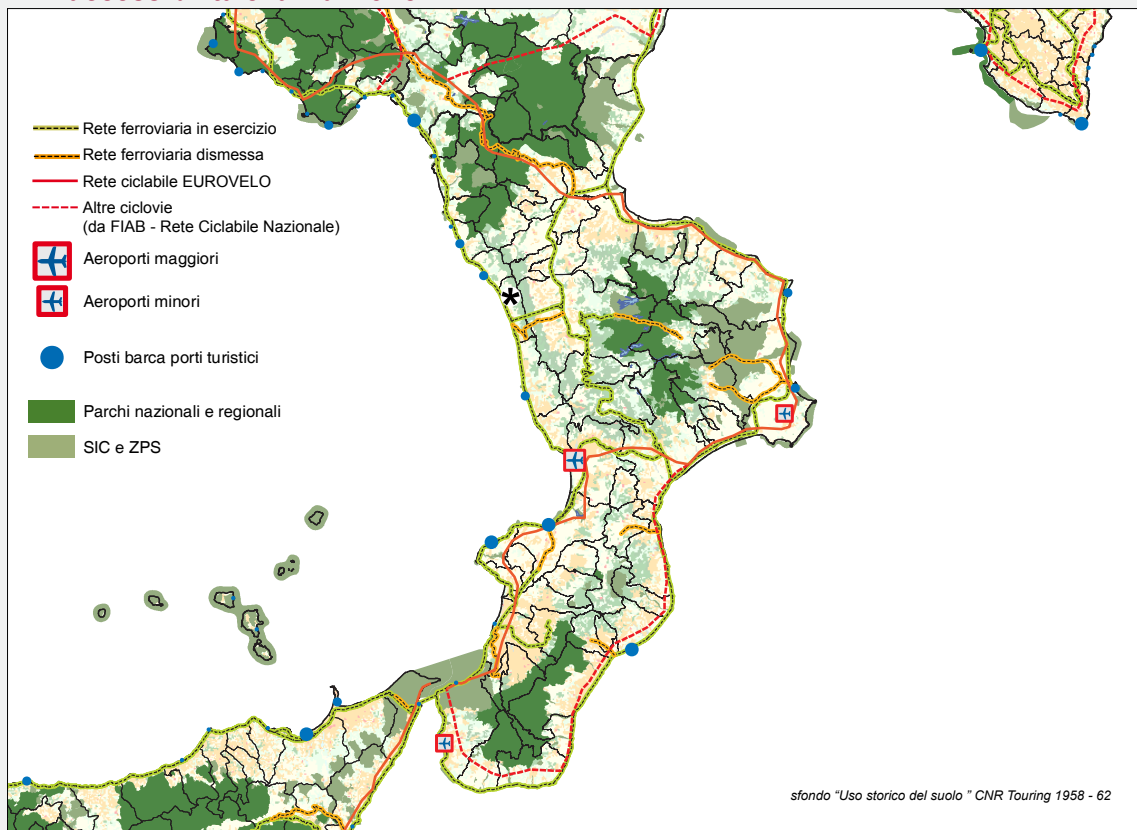 Rete ferroviaria in esercizio
Rete ferroviaria dismessa
Rete ciclabile EUROVELO
Altre ciclovie
(da FIAB - Rete Ciclabile Nazionale)
Aeroporti maggiori
*
Aeroporti minori
Posti barca porti turistici
Parchi nazionali e regionali
SIC e ZPS
sfondo “Uso storico del suolo ” CNR Touring 1958 - 62